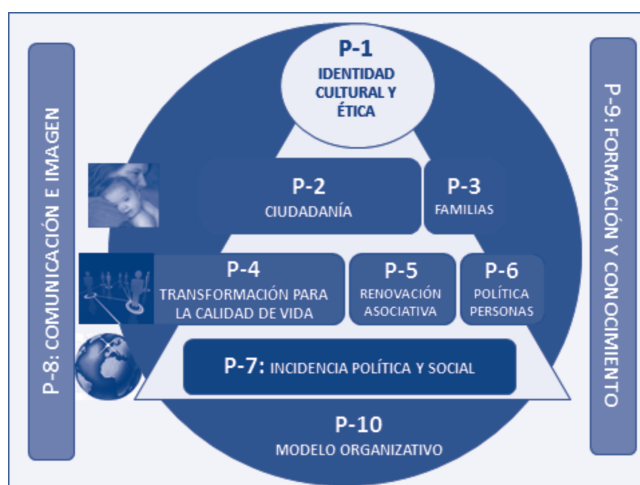 P-1
IDENTIDAD
CULTURAL Y
ÉTICA
P-2
CIUDADANÍA
P-3
FAMILIAS
P-4
TRANSFORMACIÓN PARA
LA CALIDAD DE VIDA
P-5
RENOVACIÓN
ASOCIATIVA
P-6
POLÍTICA
PERSONAS
P-7: INCIDENCIA POLÍTICA Y SOCIAL
P-10
MODELO ORGANIZATIVO
P-8: COMUNICACIÓN E IMAGEN
P-9: FORMACIÓN Y CONOCIMIENTO